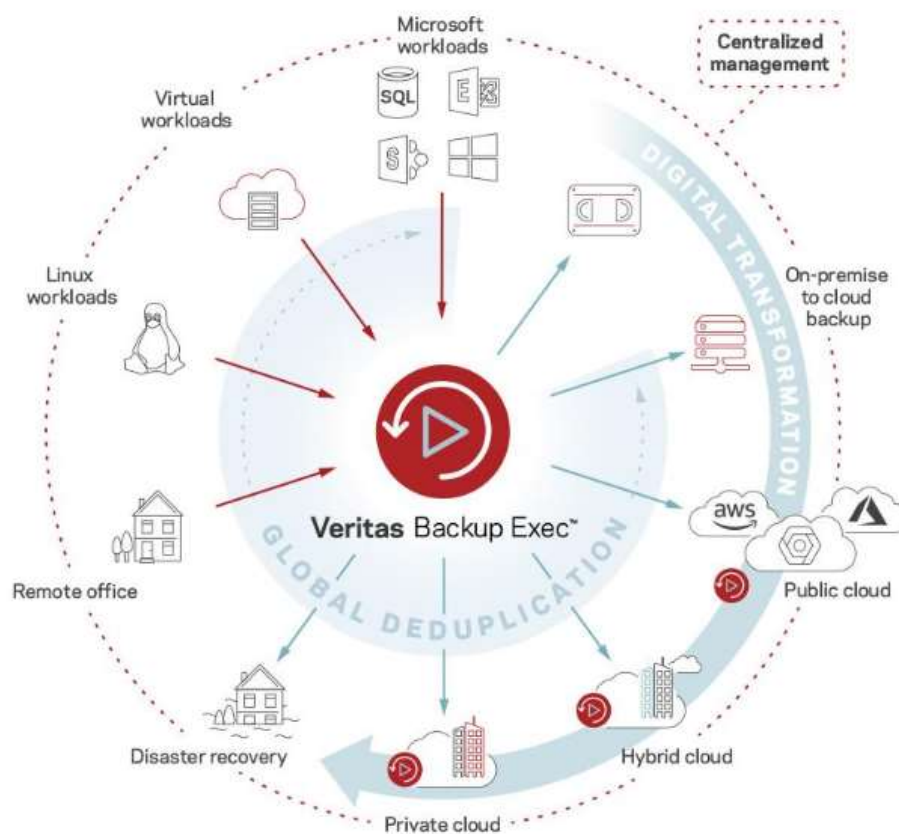 Microsoft
workloads
Centralized
management
SQL
E
S
Virtual
workloads
DIGITAL TRANSFORMATION
Linux
workloads
On-premise
to cloud
backup
Veritas Backup Exec™
aws
GLOBAL DEDUPLICATION
Remote office
Public cloud
Disaster recovery
Hybrid cloud
Private cloud